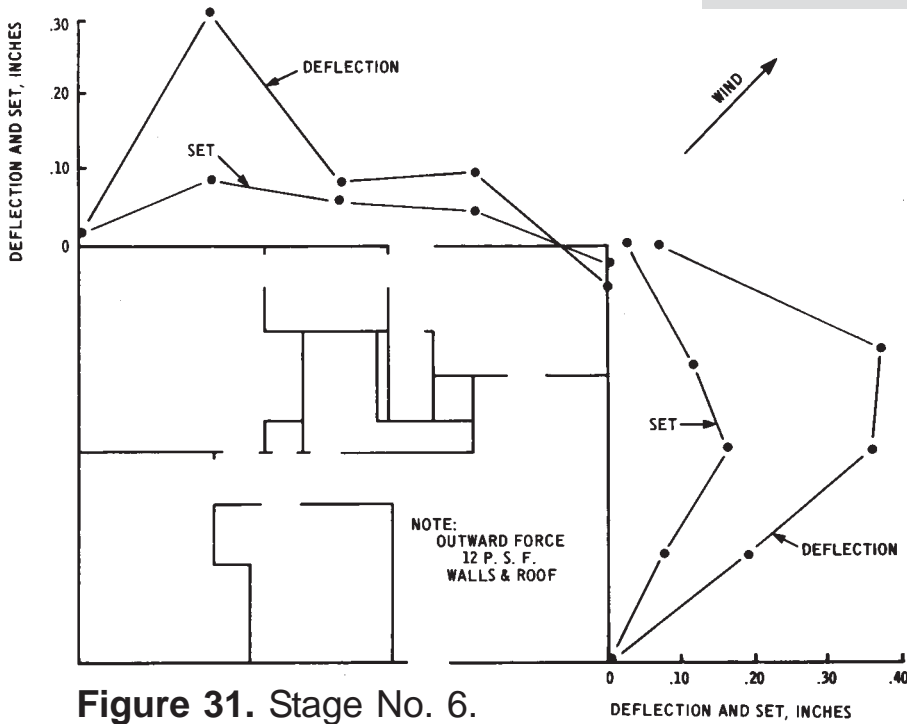 DEFLECTION AND SET, INCHES
.30
.20
.10
0
DEFLECTION
SET
WIND
SET
DEFLECTION
NOTE:
OUTWARD FORCE
12 P. S. F.
WALLS & ROOF
0 .10 .20 .30 .40
DEFLECTION AND SET, INCHES
Figure 31. Stage No. 6.